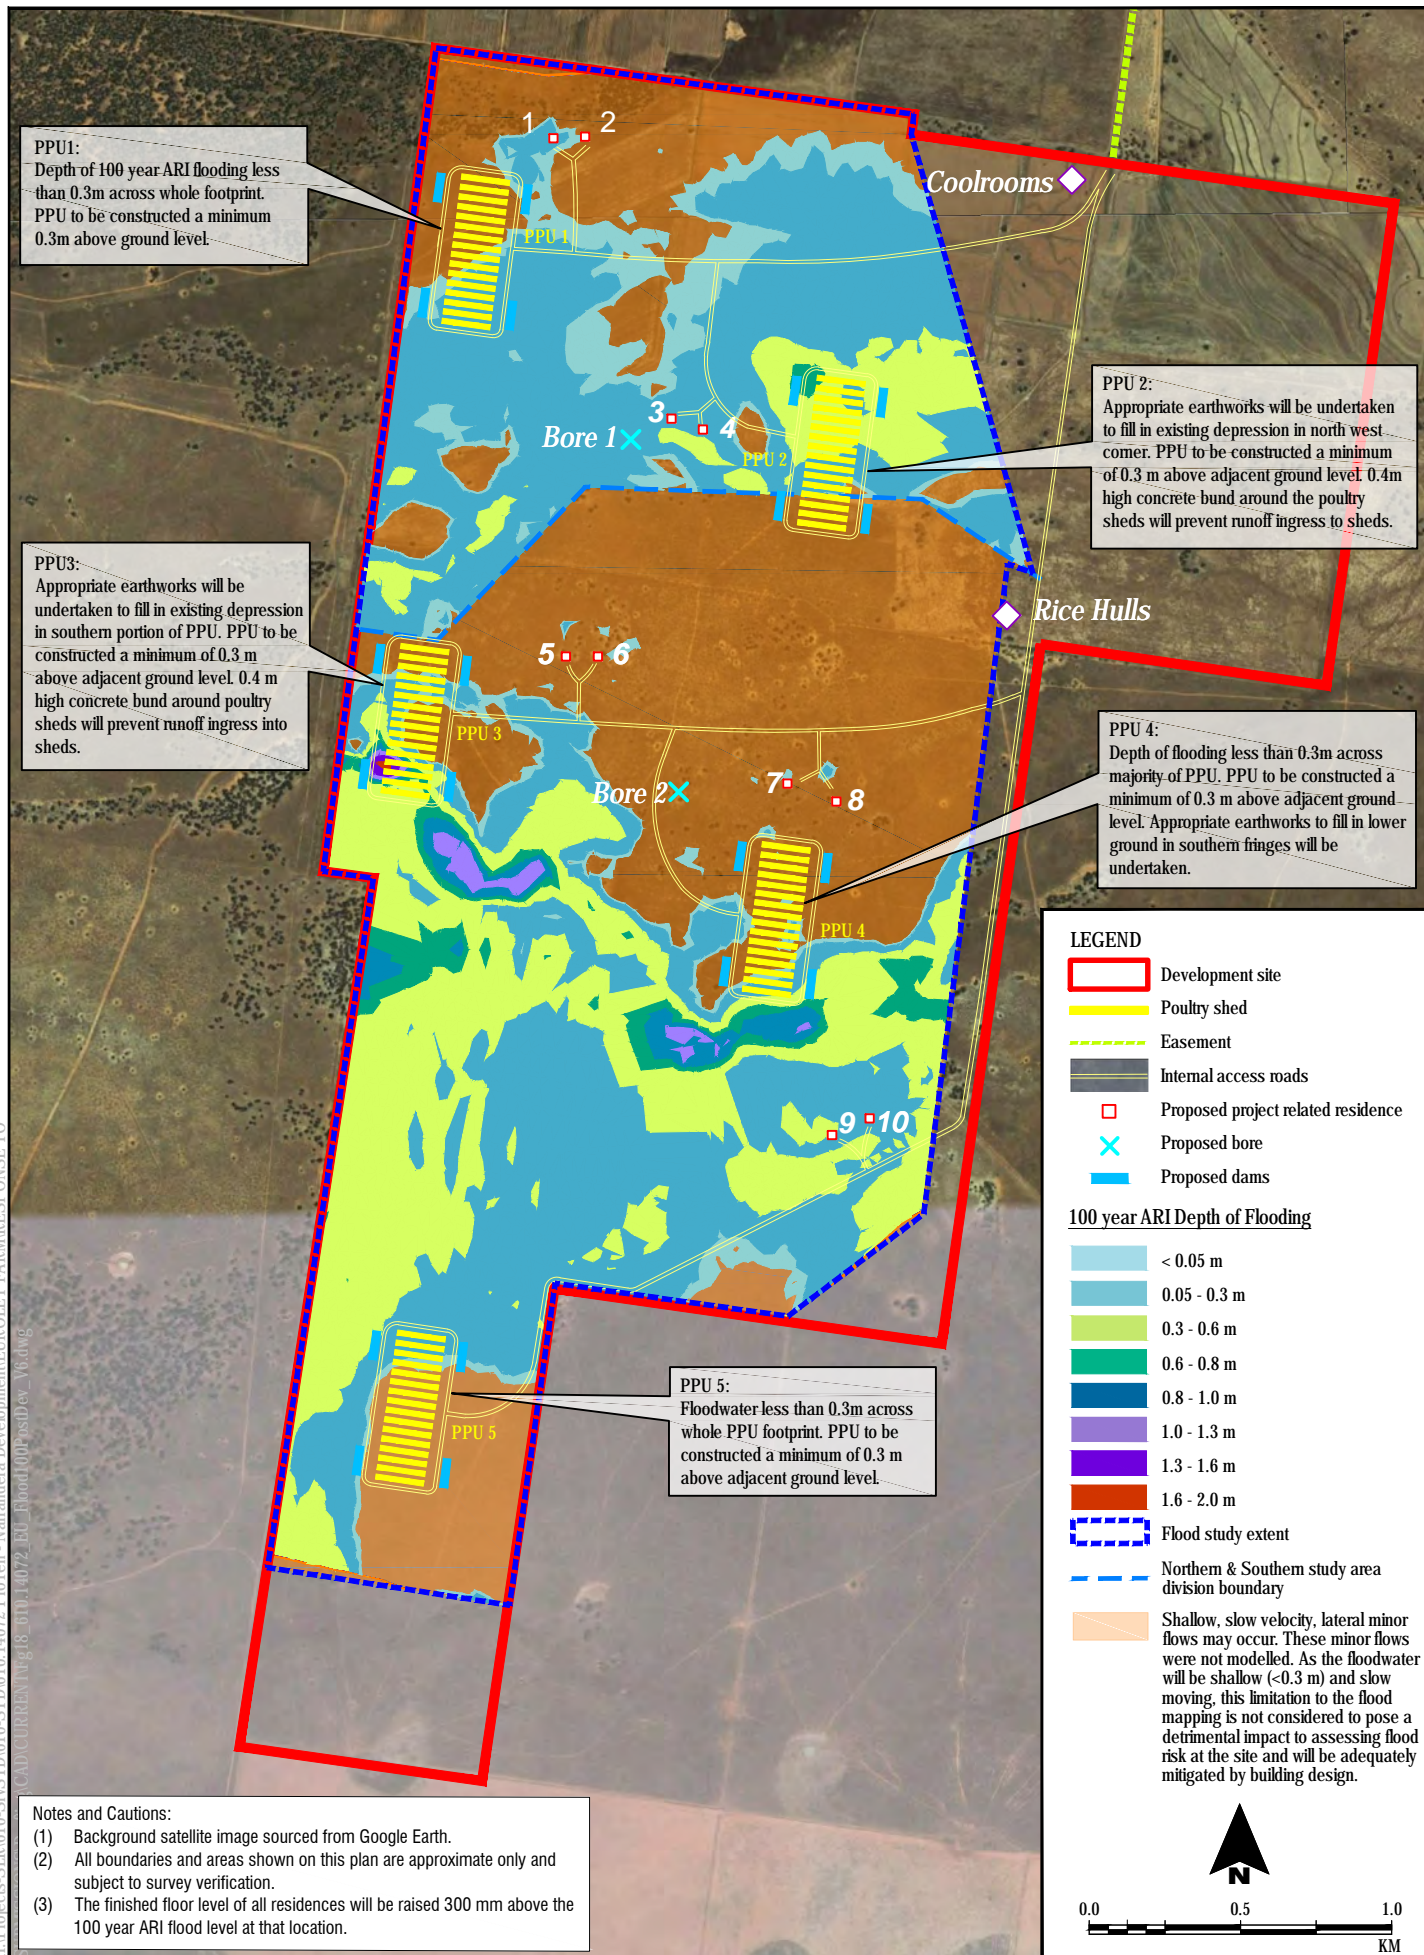 PPU1:
Depth of 100 year ARI flooding less
than 0.3m across whole footprint.
PPU to be constructed a minimum
0.3m above ground level.
1
2
PPU 1
Coolrooms
PPU 2:
Appropriate earthworks will be undertaken
to fill in existing depression in north west
corner. PPU to be constructed a minimum
of 0.3 m above adjacent ground level. 0.4m
high concrete bund around the poultry
sheds will prevent runoff ingress to sheds.
3
4
Bore 1
PPU 2
PPU3:
Appropriate earthworks will be
undertaken to fill in existing depression
in southern portion of PPU. PPU to be
constructed a minimum of 0.3 m
above adjacent ground level. 0.4 m
high concrete bund around poultry
sheds will prevent runoff ingress into
sheds.
Rice Hulls
5
6
PPU 3
Bore 2
7
8
PPU 4:
Depth of flooding less than 0.3m across
majority of PPU. PPU to be constructed a
minimum of 0.3 m above adjacent ground
level. Appropriate earthworks to fill in lower
ground in southern fringes will be
undertaken.
PPU 4
9
10
PPU 5:
Floodwater less than 0.3m across
whole PPU footprint. PPU to be
constructed a minimum of 0.3 m
above adjacent ground level.
PPU 5
LEGEND
Development site
Poultry shed
Easement
Internal access roads
Proposed project related residence
Proposed bore
Proposed dams
100 year ARI Depth of Flooding
< 0.05 m
0.05 - 0.3 m
0.3 - 0.6 m
0.6 - 0.8 m
0.8 - 1.0 m
1.0 - 1.3 m
1.3 - 1.6 m
1.6 - 2.0 m
Flood study extent
Northern & Southern study area
division boundary
Shallow, slow velocity, lateral minor
flows may occur. These minor flows
were not modelled. As the floodwater
will be shallow (<0.3 m) and slow
moving, this limitation to the flood
mapping is not considered to pose a
detrimental impact to assessing flood
risk at the site and will be adequately
mitigated by building design.
N
0.0 0.5 1.0
KM
Notes and Cautions:
(1) Background satellite image sourced from Google Earth.
(2) All boundaries and areas shown on this plan are approximate only and
subject to survey verification.
(3) The finished floor level of all residences will be raised 300 mm above the
100 year ARI flood level at that location.